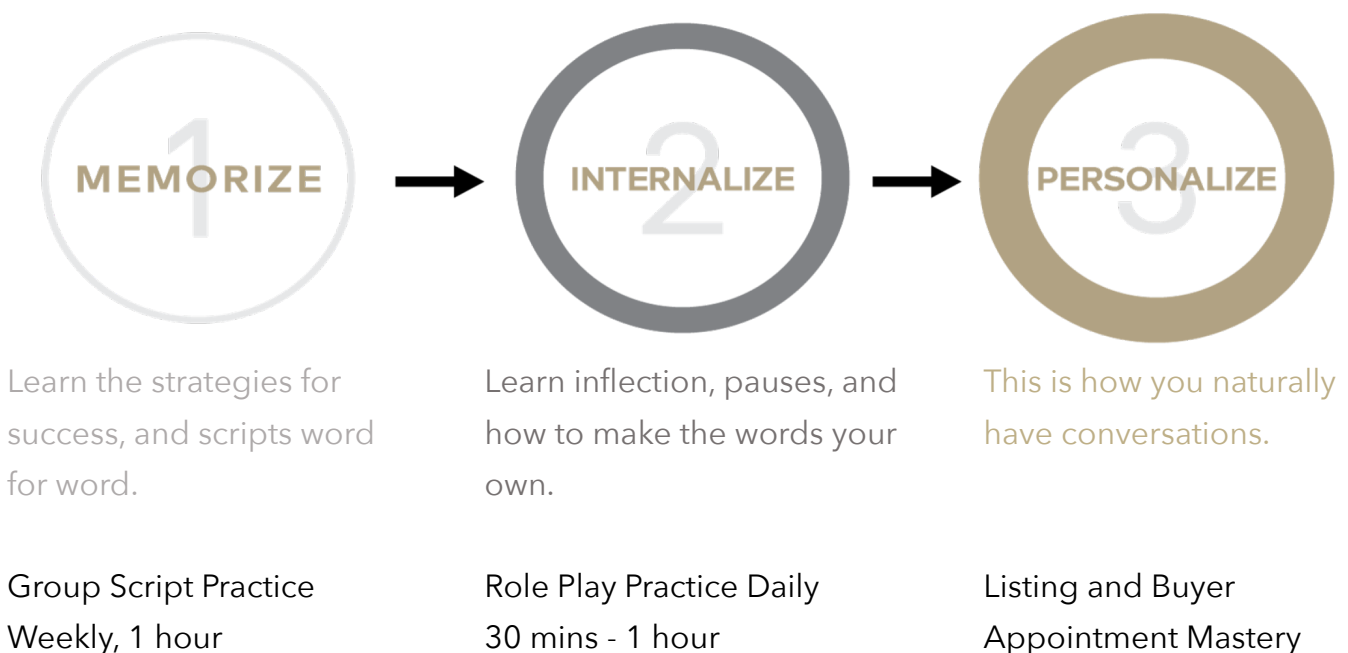 1
MEMORIZE
2
INTERNALIZE
3
PERSONALIZE
Learn the strategies for
success, and scripts word
for word.
Learn inflection, pauses, and
how to make the words your
own.
This is how you naturally
have conversations.
Group Script Practice
Weekly, 1 hour
Role Play Practice Daily
30 mins - 1 hour
Listing and Buyer
Appointment Mastery